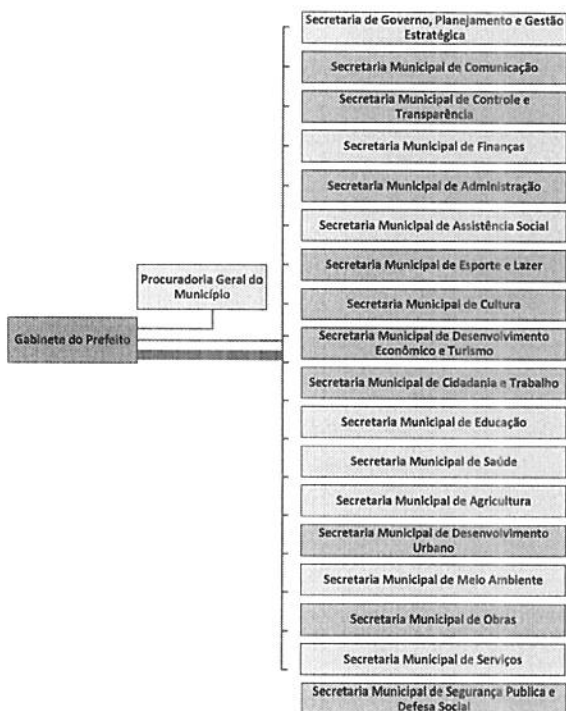 Secretaria de Governo, Planejamento e Gestão
Estratégica
Secretaria Municipal de Comunicação
Secretaria Municipal de Controle e
Transparência
Secretaria Municipal de Finanças
Secretaria Municipal de Administração
Secretaria Municipal de Assistência Social
Secretaria Municipal de Esporte e Lazer
Procuradoria Geral do
Município
Secretaria Municipal de Cultura
Gabinete do Prefeito
Secretaria Municipal de Desenvolvimento
Econômico e Turismo
Secretaria Municipal de Cidadania e Trabalho
Secretaria Municipal de Educação
Secretaria Municipal de Saúde
Secretaria Municipal de Agricultura
Secretaria Municipal de Desenvolvimento
Urbano
Secretaria Municipal de Meio Ambiente
Secretaria Municipal de Obras
Secretaria Municipal de Serviços
Secretaria Municipal de Segurança Publica e
Defesa Social